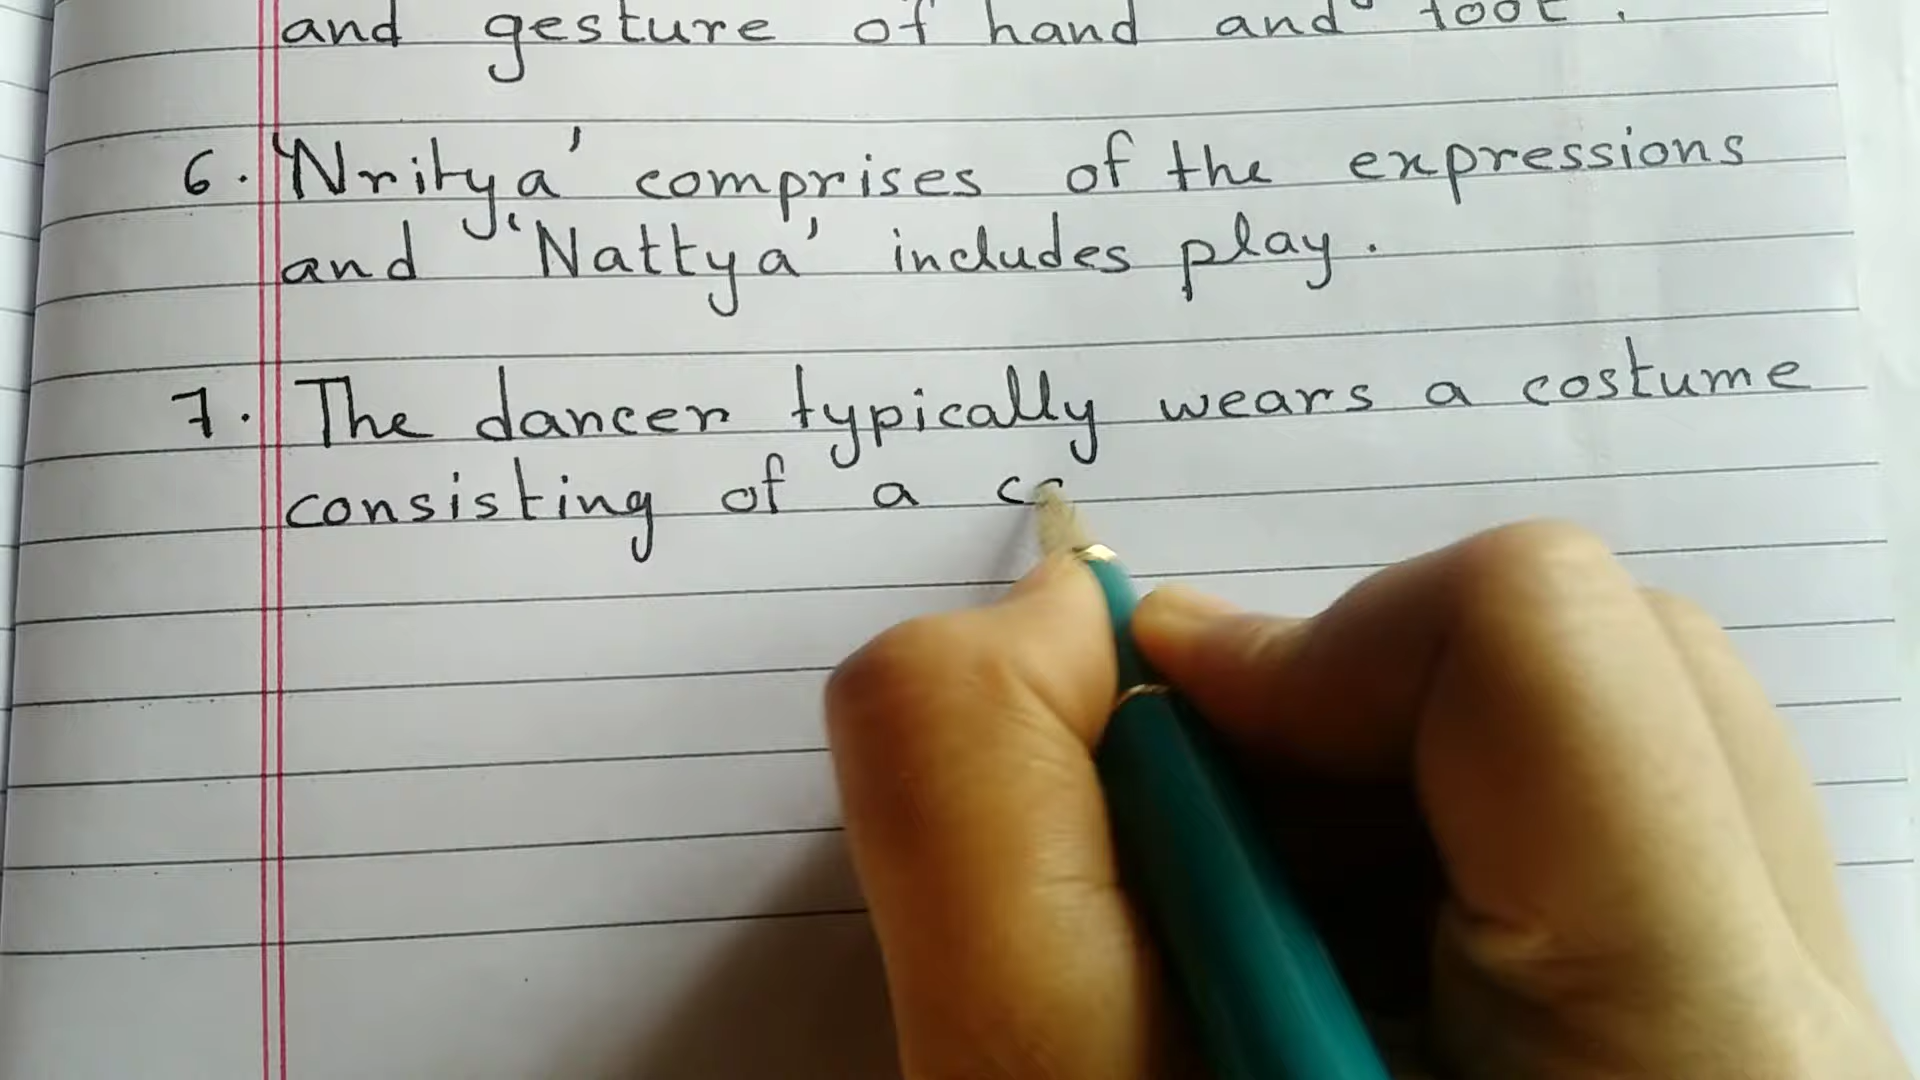 and gesture of hand and foot.
6. 'Nritya' comprises of the expressions
and 'Nattya' includes play.
7. The dancer typically wears a costume
consisting of a